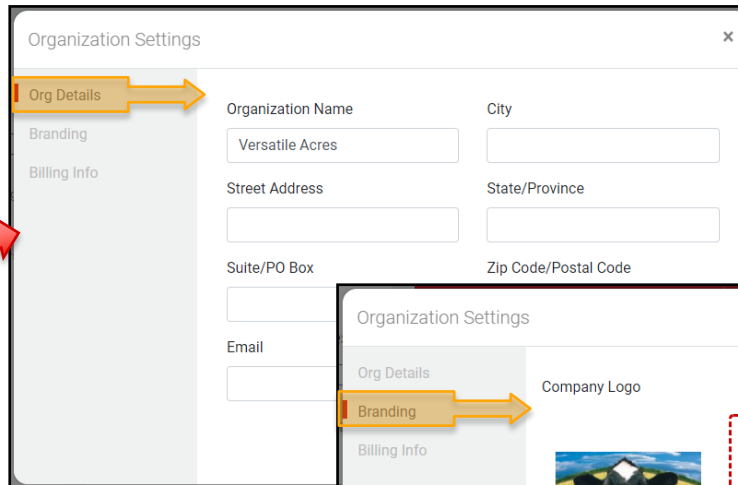 Organization Settings ×
Org Details
Branding
Billing Info
Organization Name City
Versatile Acres
Street Address State/Province
Suite/PO Box Zip Code/Postal Code
Email
Organization Settings
Org Details
Branding
Billing Info
Company Logo